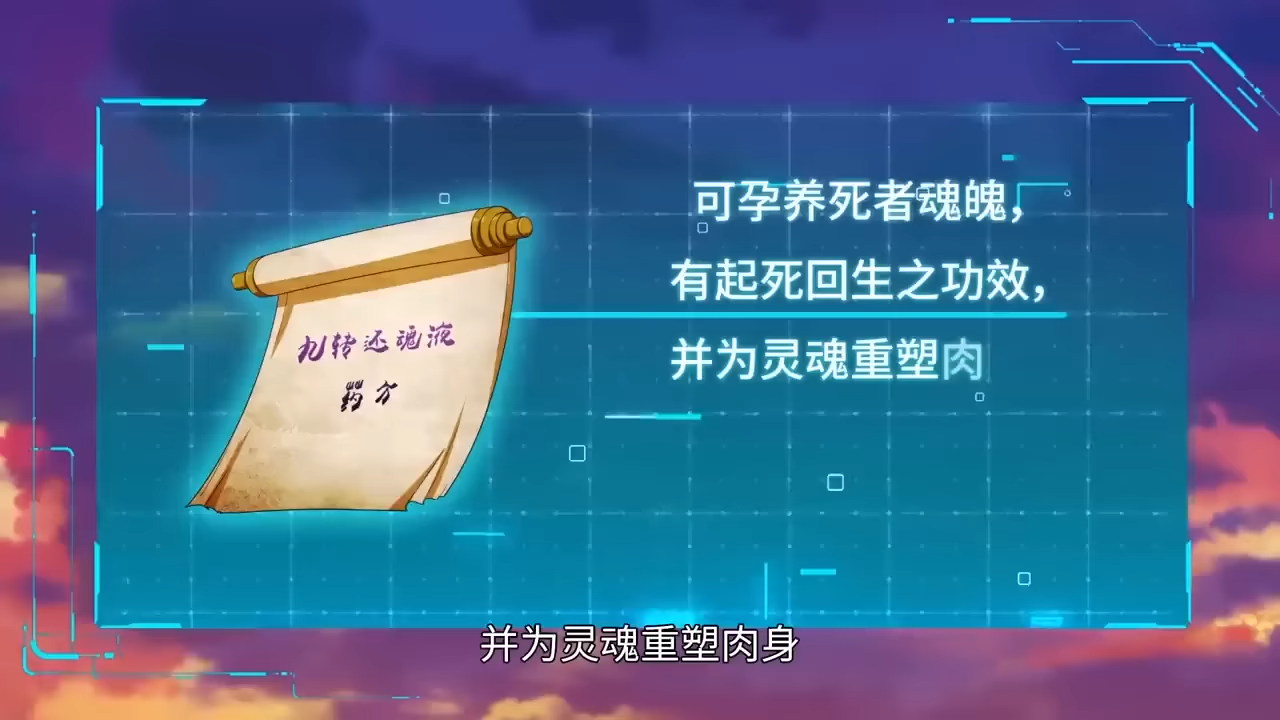 九转还魂液
药方
可孕养死者魂魄，
有起死回生之功效，
并为灵魂重塑肉
并为灵魂重塑肉身